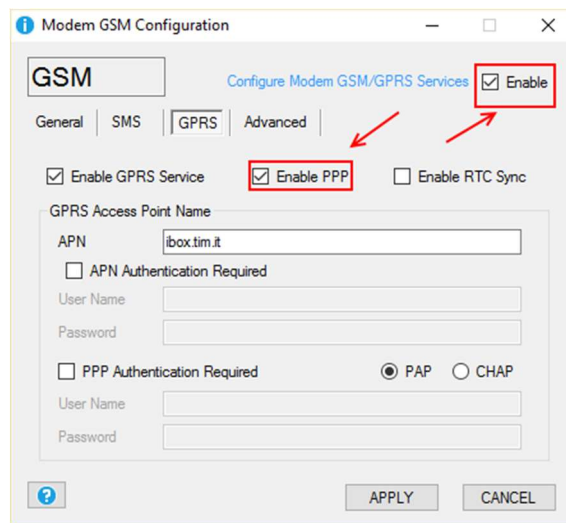 Modem GSM Configuration
GSM
Configure Modem GSM/GPRS Services
Enable
General SMS GPRS Advanced
Enable GPRS Service Enable PPP Enable RTC Sync
GPRS Access Point Name
APN ibox.tim.it
APN Authentication Required
User Name
Password
PPP Authentication Required PAP CHAP
User Name
Password
APPLY CANCEL